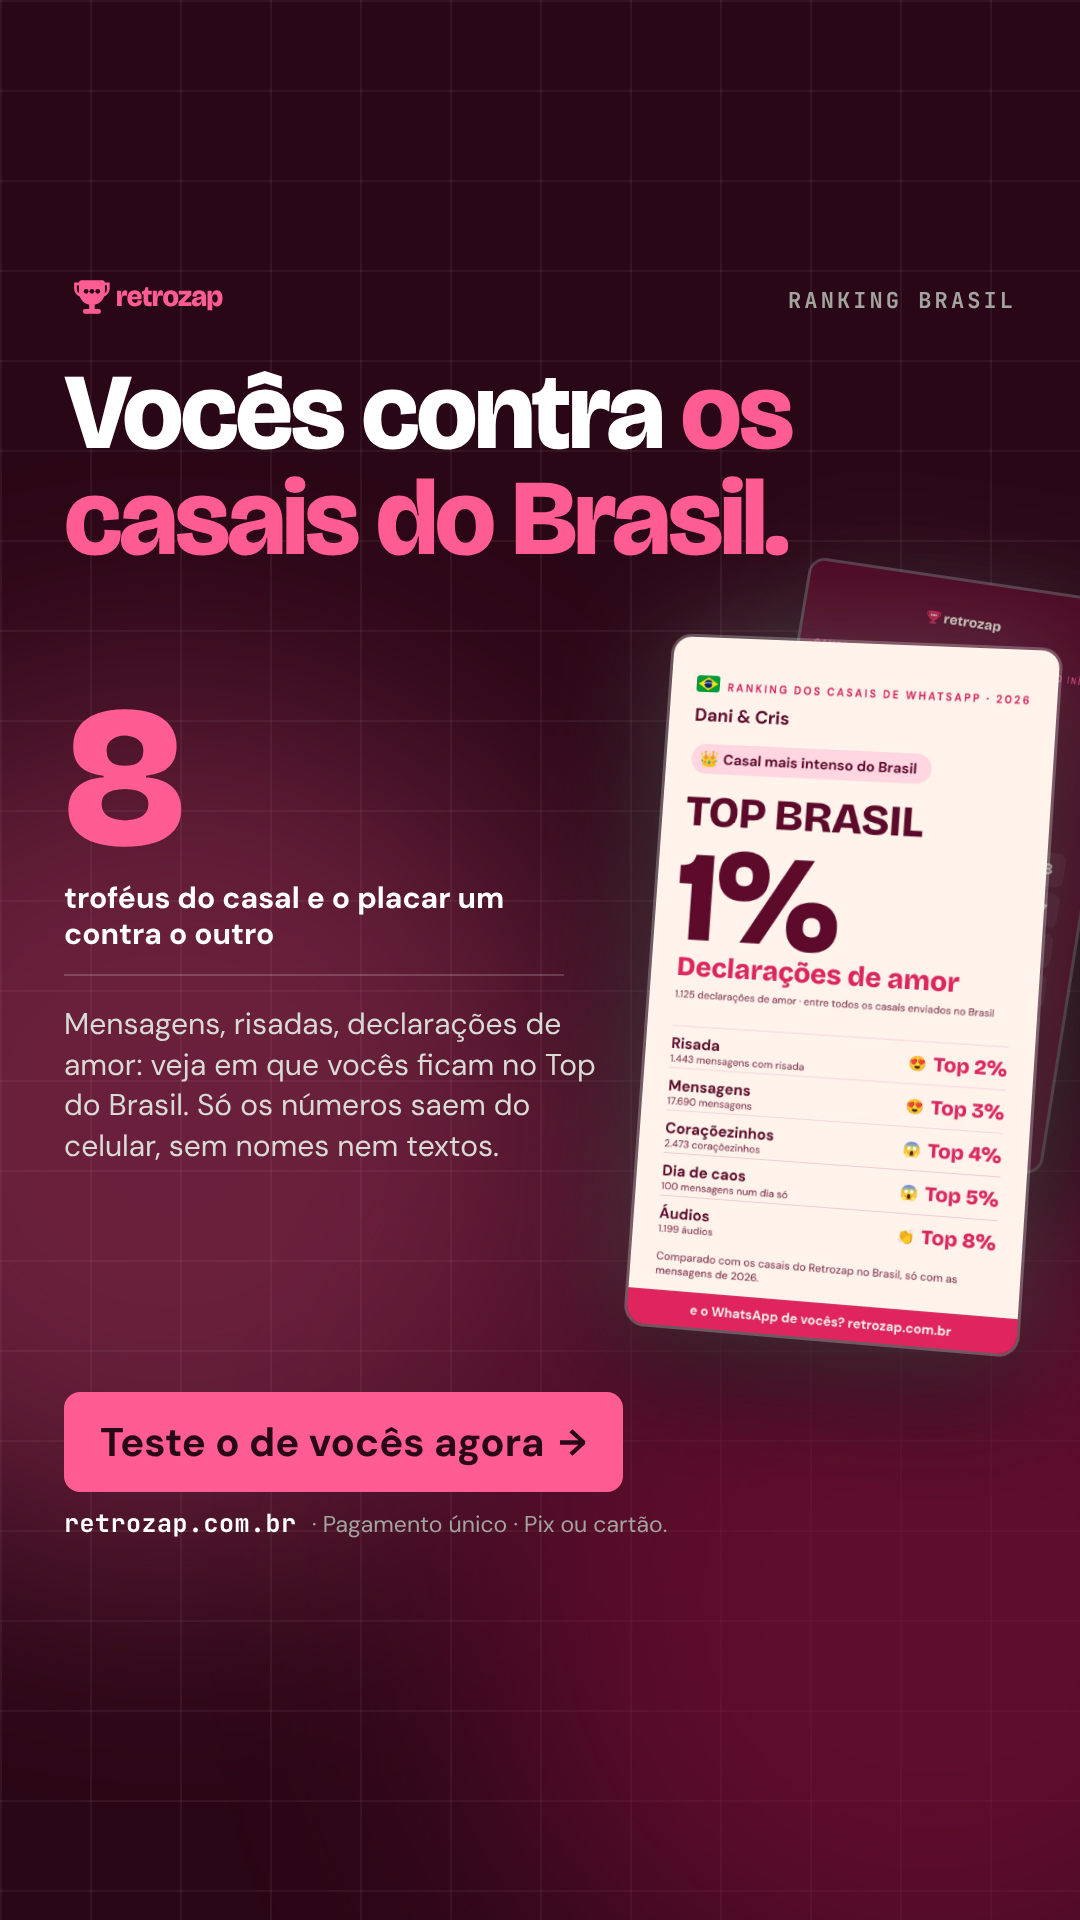 retrozap
RANKING BRASIL
Vocês contra os
casais do Brasil.
retrozap
RANKING DOS CASAIS DE WHATSAPP · 2026
Dani & Cris
Casal mais intenso do Brasil
TOP BRASIL
1%
Declarações de amor
1.125 declarações de amor · entre todos os casais enviados no Brasil
Risada
1.443 mensagens com risada
Top 2%
Mensagens
17.690 mensagens
Top 3%
Coraçõezinhos
2.473 coraçõezinhos
Top 4%
Dia de caos
100 mensagens num dia só
Top 5%
Áudios
1.199 áudios
Top 8%
Comparado com os casais do Retrozap no Brasil, só com as
mensagens de 2026.
e o WhatsApp de vocês? retrozap.com.br
8
troféus do casal e o placar um
contra o outro
Mensagens, risadas, declarações de
amor: veja em que vocês ficam no Top
do Brasil. Só os números saem do
celular, sem nomes nem textos.
Teste o de vocês agora →
retrozap.com.br · Pagamento único · Pix ou cartão.